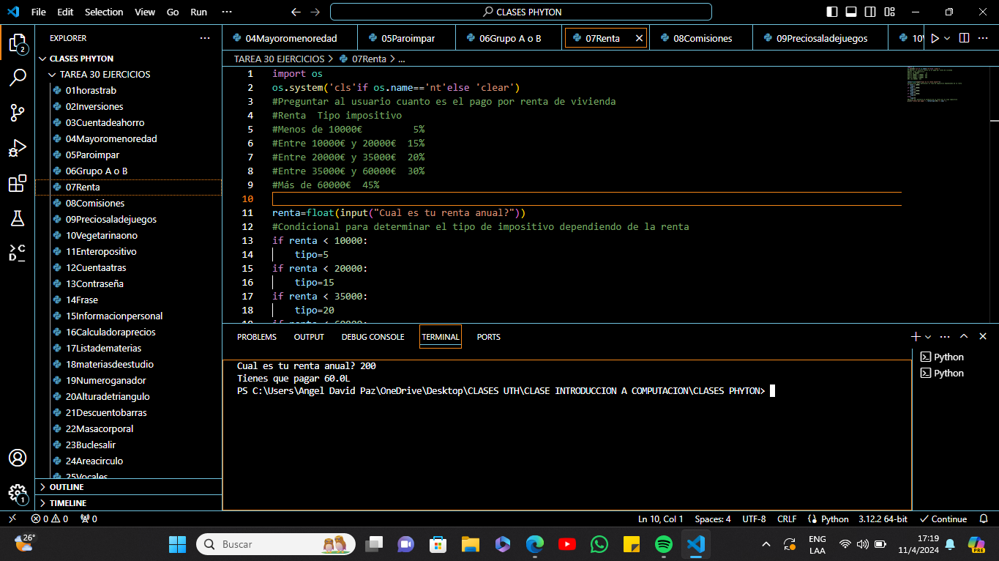 File Edit Selection View Go Run ··· CLASES PHYTON
2
EXPLORER ···
CLASES PHYTON
TAREA 30 EJERCICIOS
01horastrab
02Inversiones
03Cuentadeahorro
04Mayoromenoredad
05Paroimpar
06Grupo A o B
07Renta
08Comisiones
09Preciosaladejuegos
10Vegetarinaono
11Enteropositivo
12Cuentaatras
13Contraseña
14Frase
15Informacionpersonal
16Calculadoraprecios
17Listadematerias
18materiasdeestudio
19Numeroganador
20Alturadetriangulo
21Descuentobarras
22Masacorporal
23Buclesalir
24Areacirculo
25Vocales
OUTLINE
TIMELINE
1
04Mayoromenoredad 05Paroimpar 06Grupo A o B 07Renta 08Comisiones 09Preciosaladejuegos
TAREA 30 EJERCICIOS > 07Renta > ...
1 import os
2 os.system('cls'if os.name=='nt'else 'clear')
3 #Preguntar al usuario cuanto es el pago por renta de vivienda
4 #Renta  Tipo impositivo
5 #Menos de 10000€         5%
6 #Entre 10000€ y 20000€  15%
7 #Entre 20000€ y 35000€  20%
8 #Entre 35000€ y 60000€  30%
9 #Más de 60000€  45%
10
11 renta=float(input("Cual es tu renta anual?"))
12 #Condicional para determinar el tipo de impositivo dependiendo de la renta
13 if renta < 10000:
14     tipo=5
15 if renta < 20000:
16     tipo=15
17 if renta < 35000:
18     tipo=20
19 if renta < 60000:
PROBLEMS OUTPUT DEBUG CONSOLE TERMINAL PORTS
Cual es tu renta anual? 200
Tienes que pagar 60.0L
PS C:\Users\Angel David Paz\OneDrive\Desktop\CLASES UTH\CLASE INTRODUCCION A COMPUTACION\CLASES PHYTON>
Python
Python
0 0 0 Ln 10, Col 1 Spaces: 4 UTF-8 CRLF Python 3.12.2 64-bit Continue
26° Buscar ENG LAA 17:19 11/4/2024 PRE